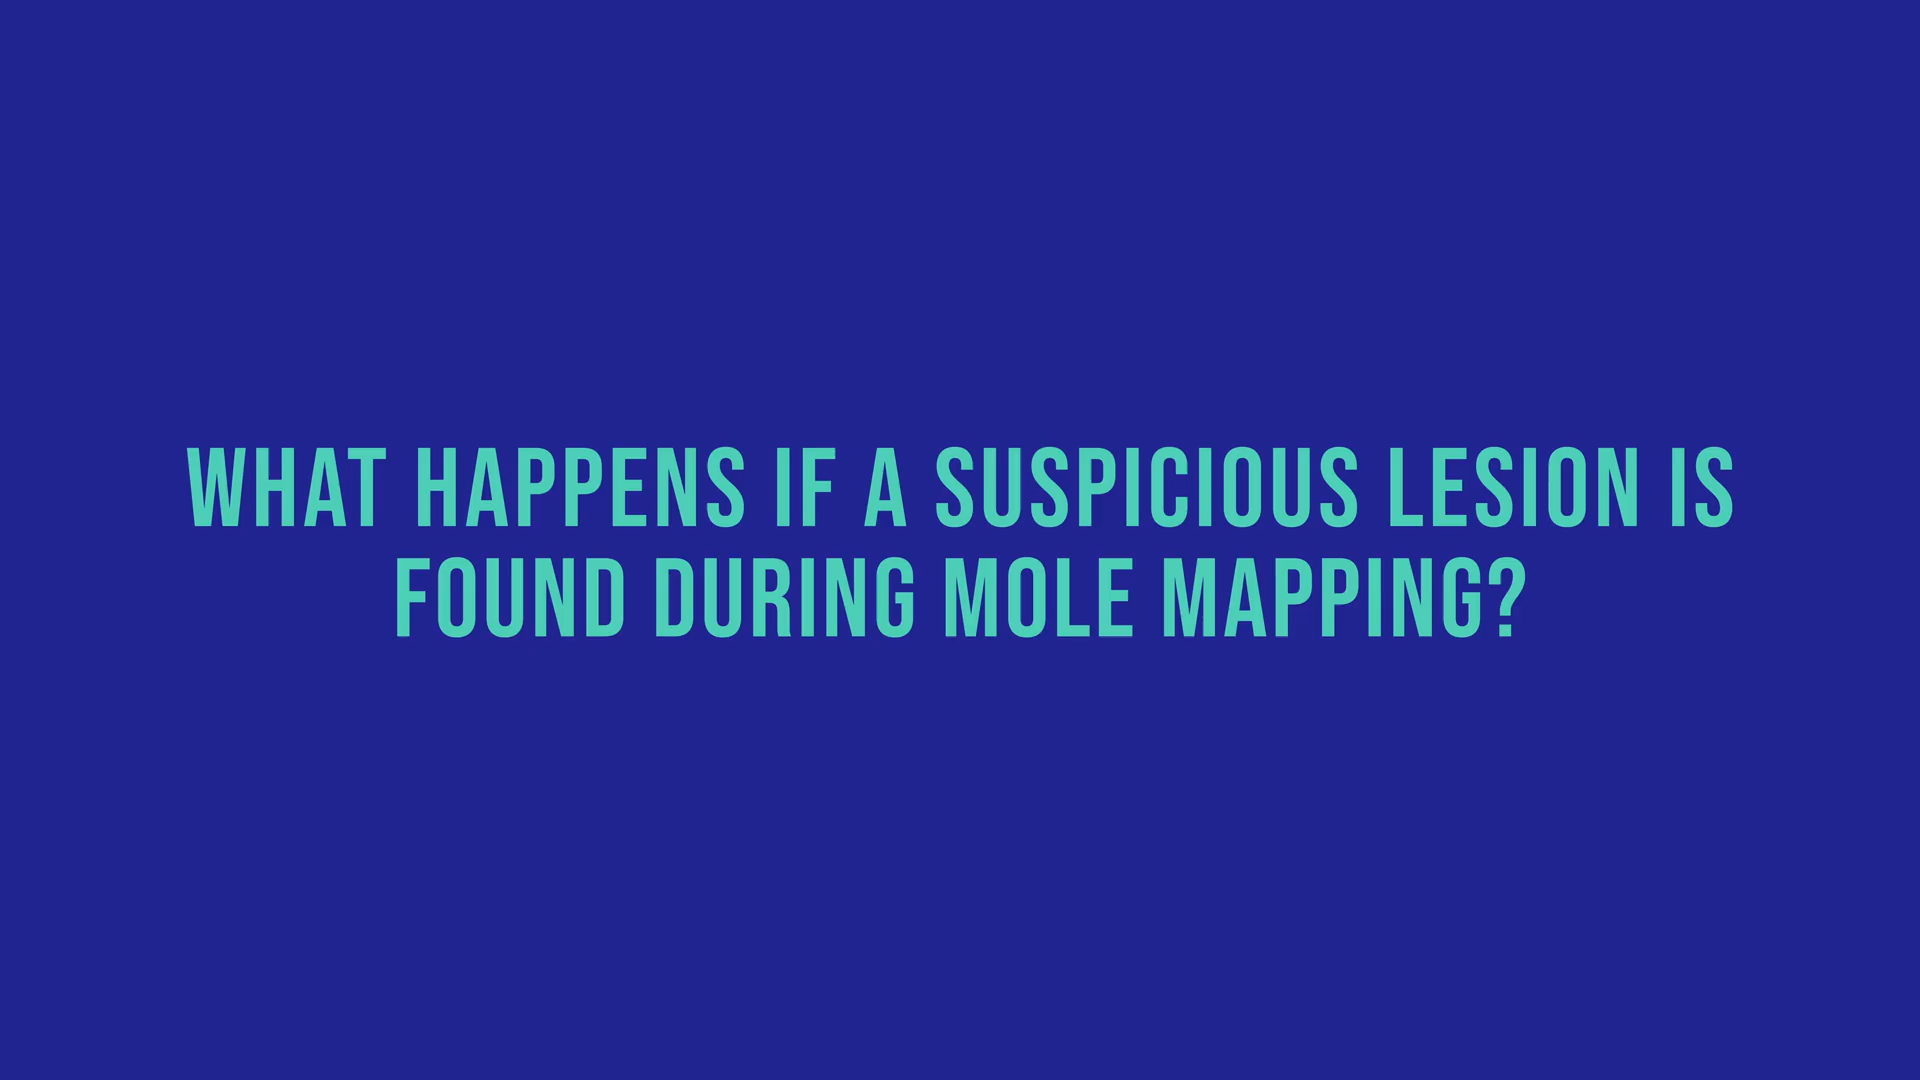 WHAT HAPPENS IF A SUSPICIOUS LESION IS
FOUND DURING MOLE MAPPING?